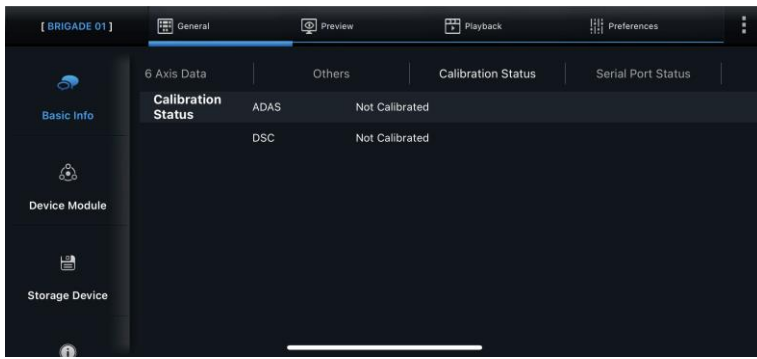 [ BRIGADE 01 ]
General
Preview
Playback
Preferences
6 Axis Data
Others
Calibration Status
Serial Port Status
Basic Info
Calibration
Status
ADAS
Not Calibrated
DSC
Not Calibrated
Device Module
Storage Device